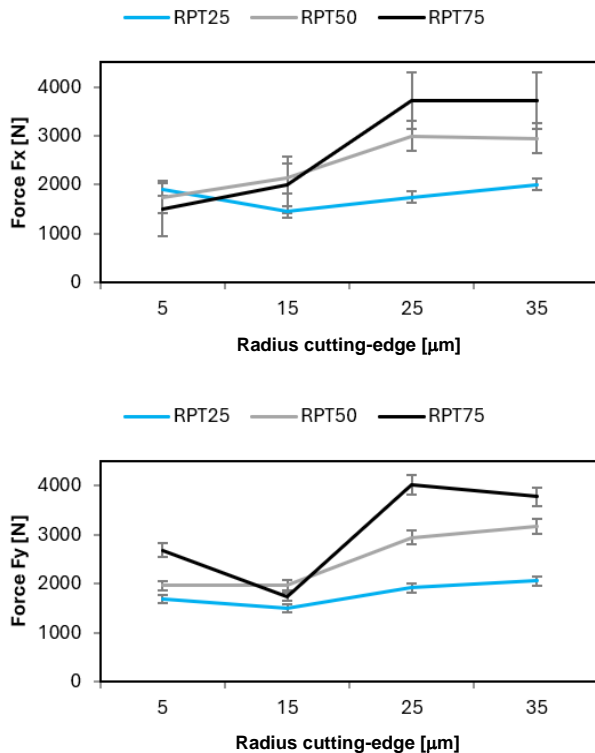 RPT25 RPT50 RPT75
4000
3000
2000
1000
0
Force Fx [N]
5 15 25 35
Radius cutting-edge [µm]
RPT25 RPT50 RPT75
4000
3000
2000
1000
0
Force Fy [N]
5 15 25 35
Radius cutting-edge [µm]